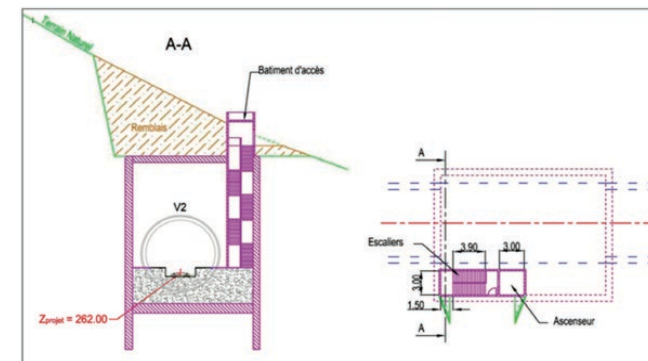 Terrain Naturel
A-A
Batiment d'accès
Remblais
V2
Zprojet = 262.00
A
Escaliers
3.90
3.00
3.00
1.50
Ascenseur
A